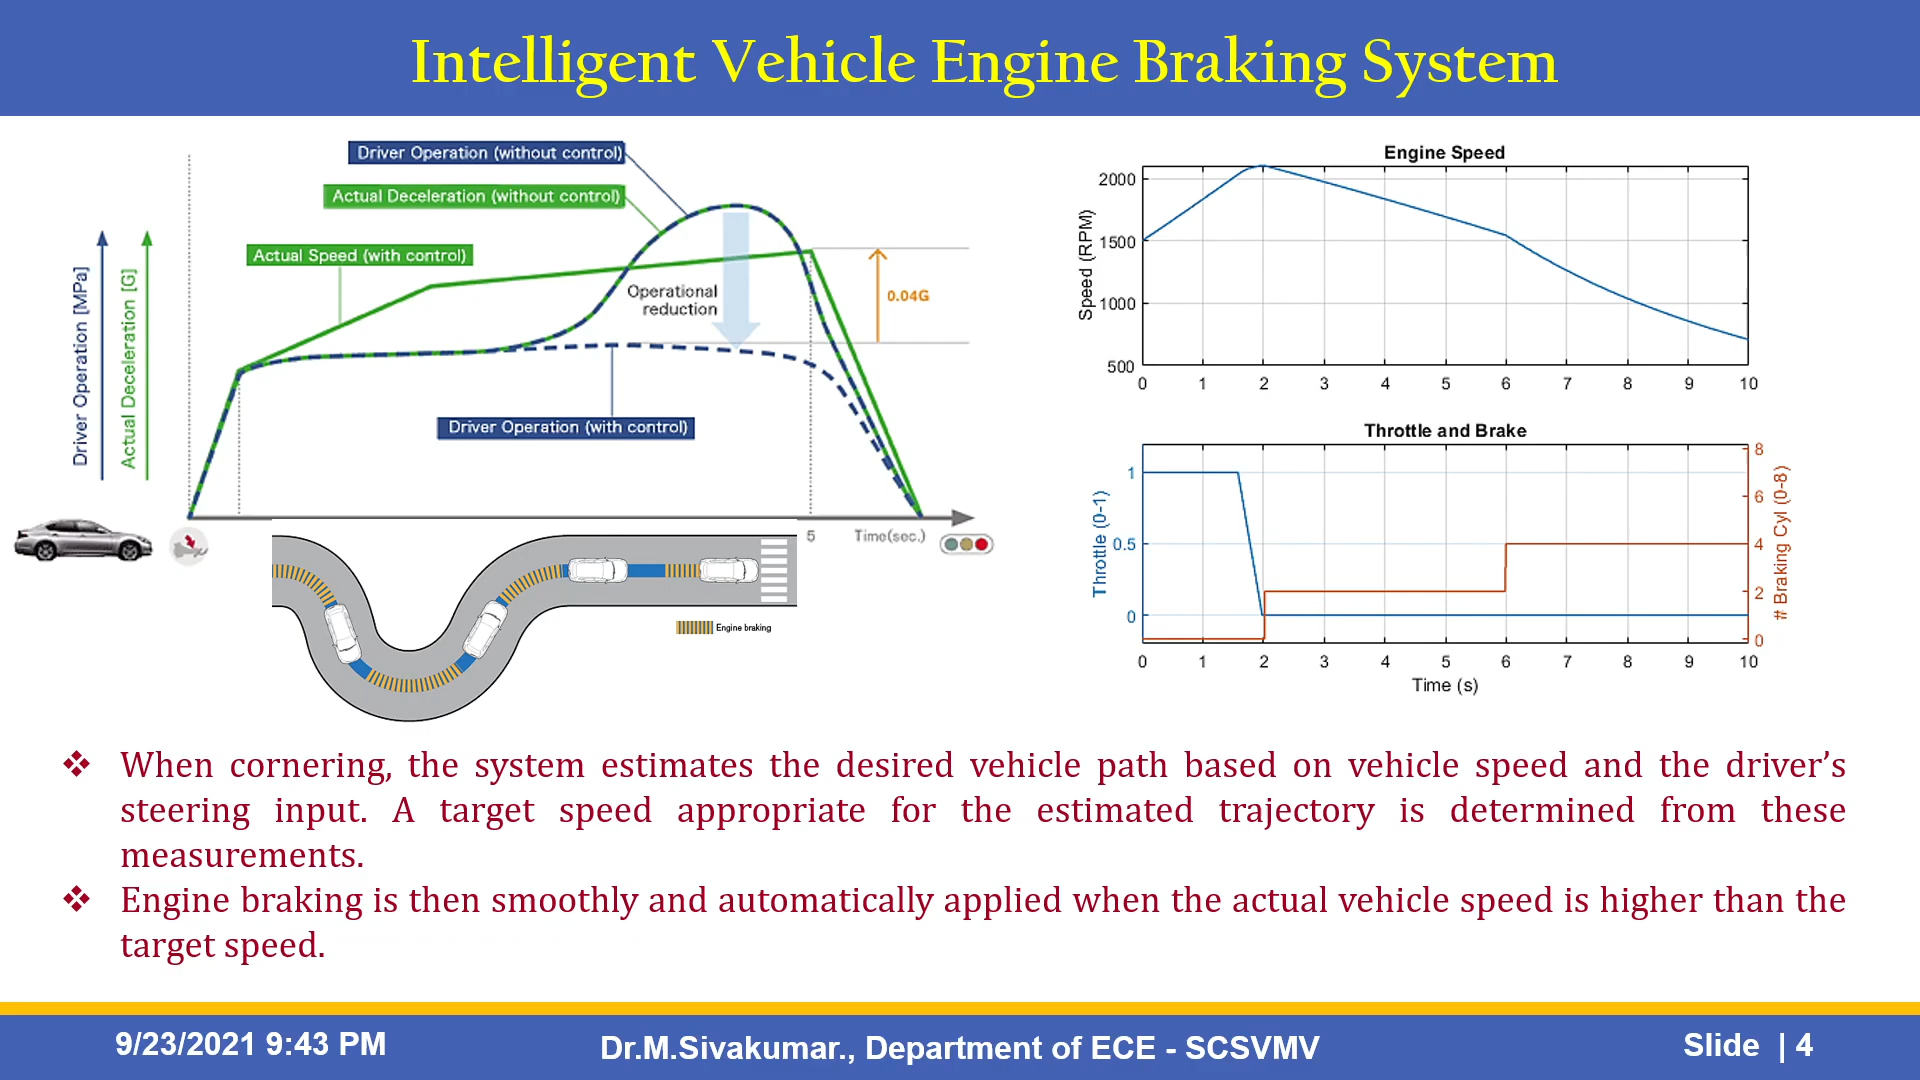 Intelligent Vehicle Engine Braking System
Driver Operation (without control)
Actual Deceleration (without control)
Actual Speed (with control)
Operational
reduction
0.04G
Driver Operation (with control)
Driver Operation [MPa]
Actual Deceleration [G]
5
Time(sec.)
Engine braking
Engine Speed
Speed (RPM)
2000
1500
1000
500
0 1 2 3 4 5 6 7 8 9 10
Throttle and Brake
Throttle (0-1)
1
0.5
0
8
6
4
2
0
# Braking Cyl (0-8)
0 1 2 3 4 5 6 7 8 9 10
Time (s)
❖ When cornering, the system estimates the desired vehicle path based on vehicle speed and the driver’s
steering input. A target speed appropriate for the estimated trajectory is determined from these
measurements.
❖ Engine braking is then smoothly and automatically applied when the actual vehicle speed is higher than the
target speed.
9/23/2021 9:43 PM
Dr.M.Sivakumar., Department of ECE - SCSVMV
Slide | 4